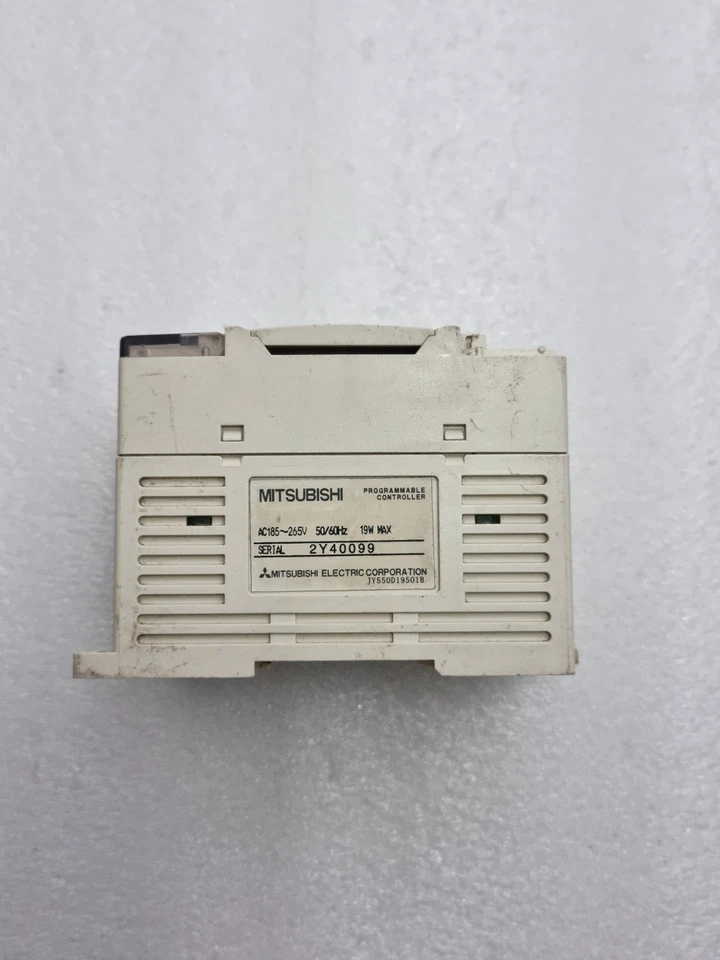 MITSUBISHI PROGRAMMABLE CONTROLLER
AC185~265V 50/60Hz 19W MAX
SERIAL 2Y40099
MITSUBISHI ELECTRIC CORPORATION
JY550D19501B